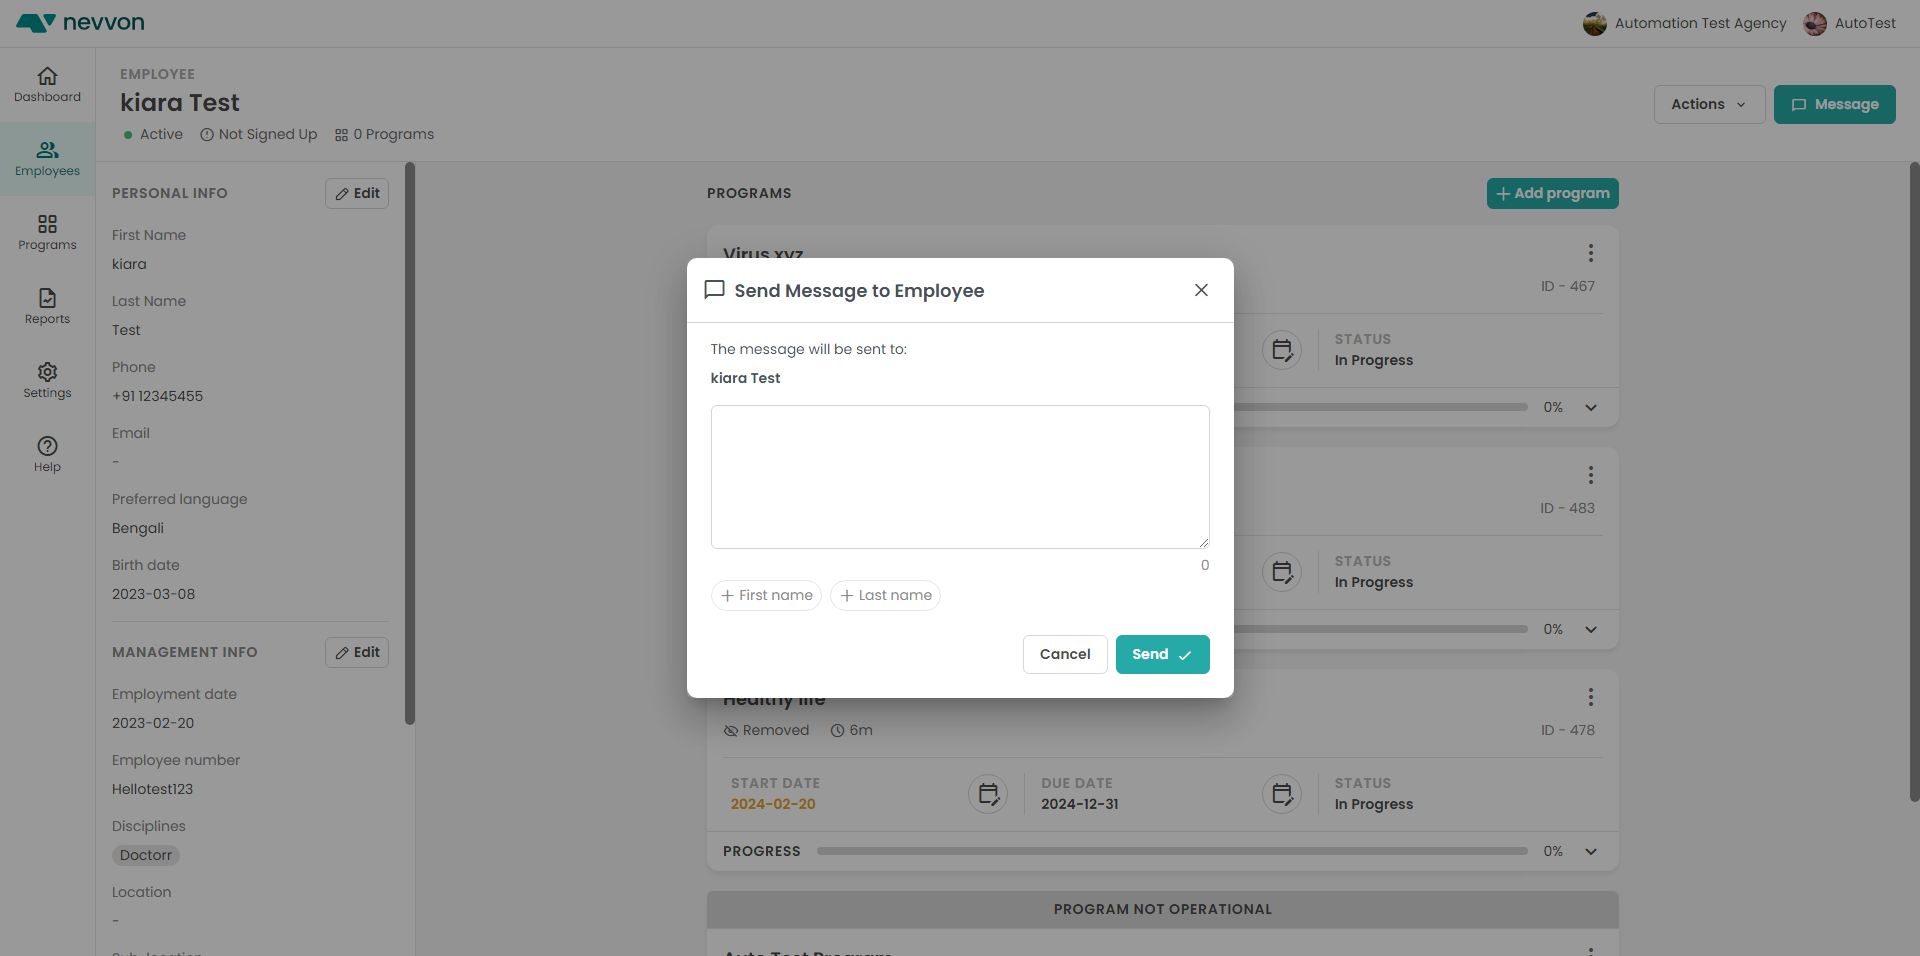 nevvon
Automation Test Agency
AutoTest
Dashboard
Employees
Programs
Reports
Settings
Help
EMPLOYEE
kiara Test
Active
Not Signed Up
0 Programs
Actions
Message
PERSONAL INFO
Edit
First Name
kiara
Last Name
Test
Phone
+91 12345455
Email
-
Preferred language
Bengali
Birth date
2023-03-08
MANAGEMENT INFO
Edit
Employment date
2023-02-20
Employee number
Hellotest123
Disciplines
Doctorr
Location
-
PROGRAMS
Add program
Virus xyz
ID - 467
STATUS
In Progress
0%
ID - 483
STATUS
In Progress
0%
Send Message to Employee
The message will be sent to:
kiara Test
0
First name
Last name
Cancel
Send
Healthy life
Removed
6m
ID - 478
START DATE
2024-02-20
DUE DATE
2024-12-31
STATUS
In Progress
PROGRESS
0%
PROGRAM NOT OPERATIONAL
Auto Test Program